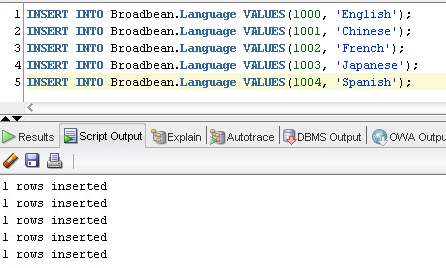 1 INSERT INTO Broadbean.Language VALUES(1000, 'English');
2 INSERT INTO Broadbean.Language VALUES(1001, 'Chinese');
3 INSERT INTO Broadbean.Language VALUES(1002, 'French');
4 INSERT INTO Broadbean.Language VALUES(1003, 'Japanese');
5 INSERT INTO Broadbean.Language VALUES(1004, 'Spanish');
Results Script Output Explain Autotrace DBMS Output OWA Outpu
1 rows inserted
1 rows inserted
1 rows inserted
1 rows inserted
1 rows inserted